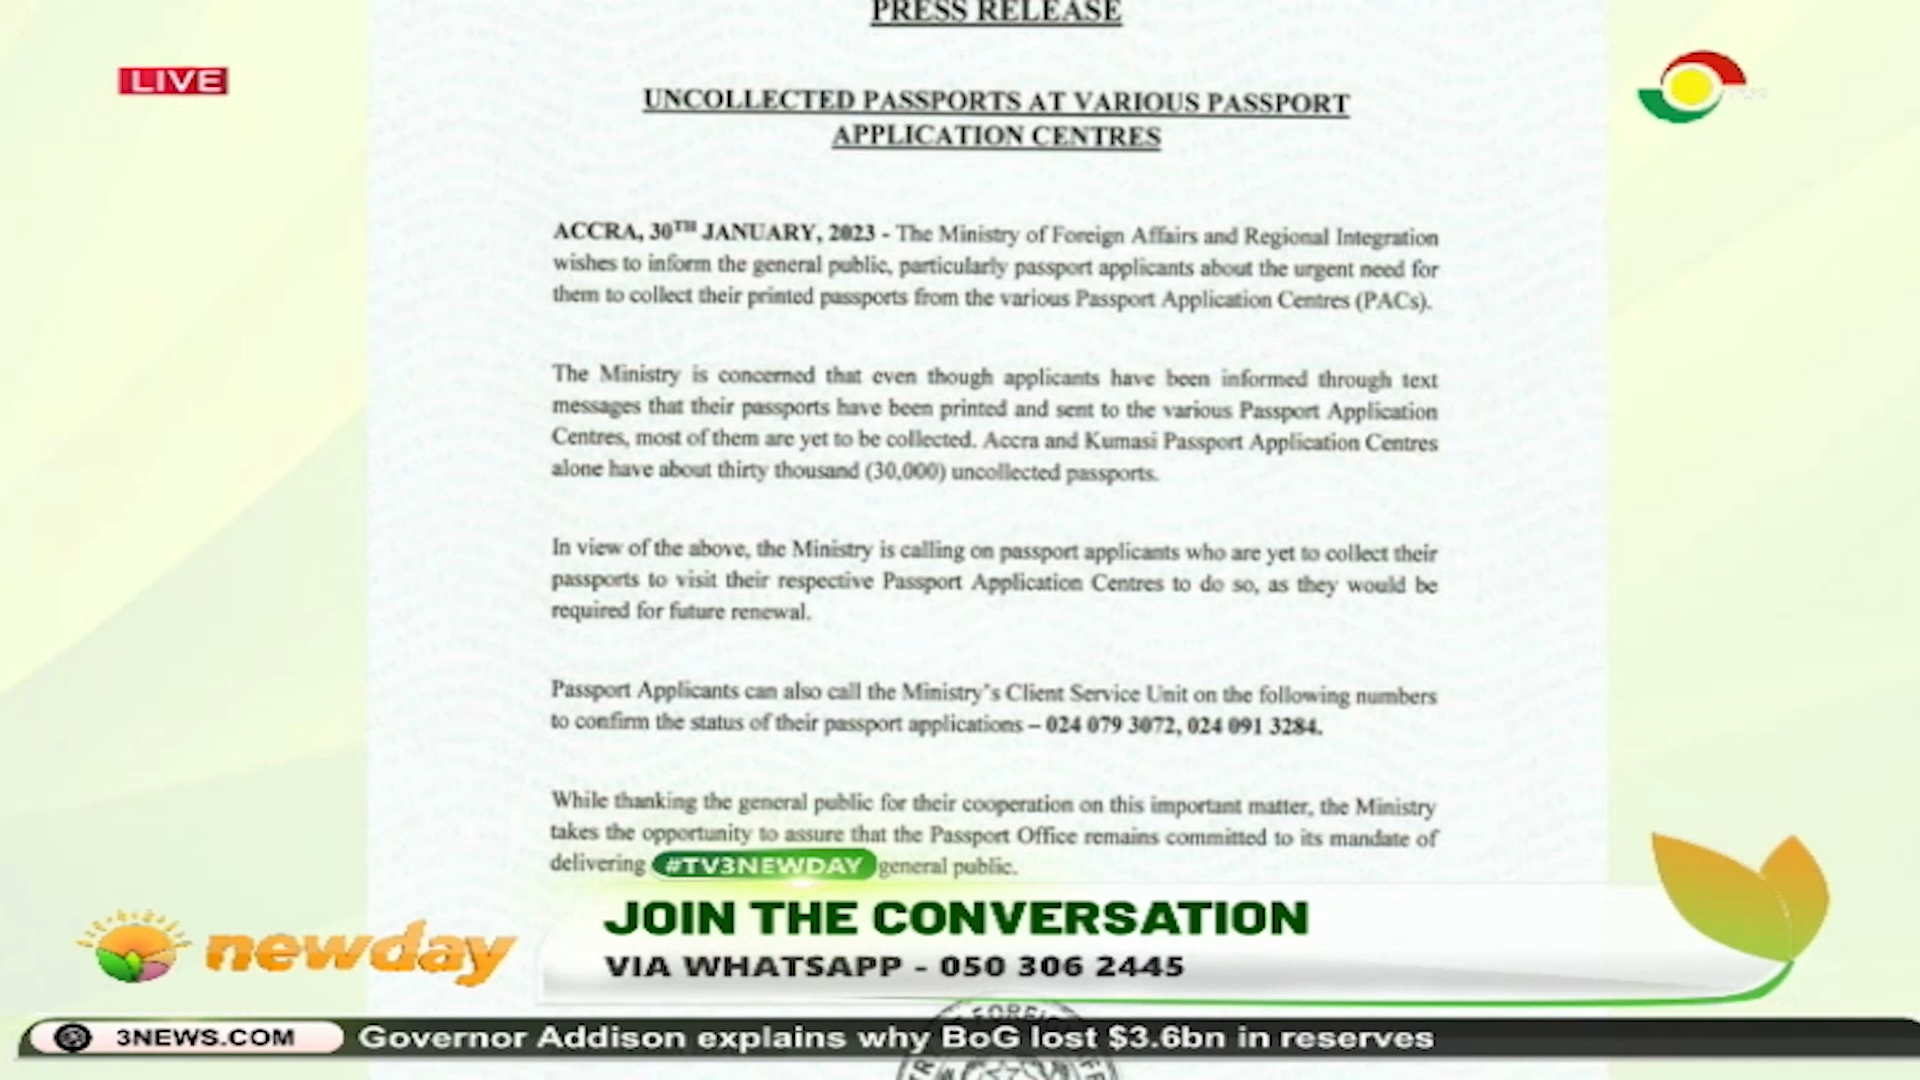 PRESS RELEASE
LIVE
UNCOLLECTED PASSPORTS AT VARIOUS PASSPORT
APPLICATION CENTRES
ACCRA, 30TH JANUARY, 2023 - The Ministry of Foreign Affairs and Regional Integration
wishes to inform the general public, particularly passport applicants about the urgent need for
them to collect their printed passports from the various Passport Application Centres (PACs).
The Ministry is concerned that even though applicants have been informed through text
messages that their passports have been printed and sent to the various Passport Application
Centres, most of them are yet to be collected. Accra and Kumasi Passport Application Centres
alone have about thirty thousand (30,000) uncollected passports.
In view of the above, the Ministry is calling on passport applicants who are yet to collect their
passports to visit their respective Passport Application Centres to do so, as they would be
required for future renewal.
Passport Applicants can also call the Ministry's Client Service Unit on the following numbers
to confirm the status of their passport applications – 024 079 3072, 024 091 3284.
While thanking the general public for their cooperation on this important matter, the Ministry
takes the opportunity to assure that the Passport Office remains committed to its mandate of
delivering #TV3NEWDAY general public.
newday
JOIN THE CONVERSATION
VIA WHATSAPP - 050 306 2445
3NEWS.COM Governor Addison explains why BoG lost $3.6bn in reserves